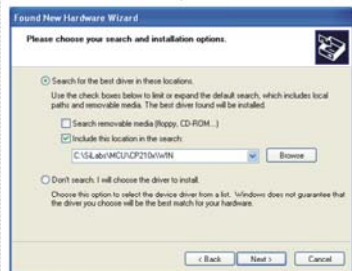 Found New Hardware Wizard
Please choose your search and installation options.
Search for the best driver in these locations.
Use the check boxes below to limit or expand the default search, which includes local
paths and removable media. The best driver found will be installed.
Search removable media (floppy, CD-ROM...)
Include this location in the search:
C:\SiLabs\MCU\CP210x\WIN
Browse
Don't search. I will choose the driver to install.
Choose this option to select the device driver from a list. Windows does not guarantee that
the driver you choose will be the best match for your hardware.
< Back
Next >
Cancel